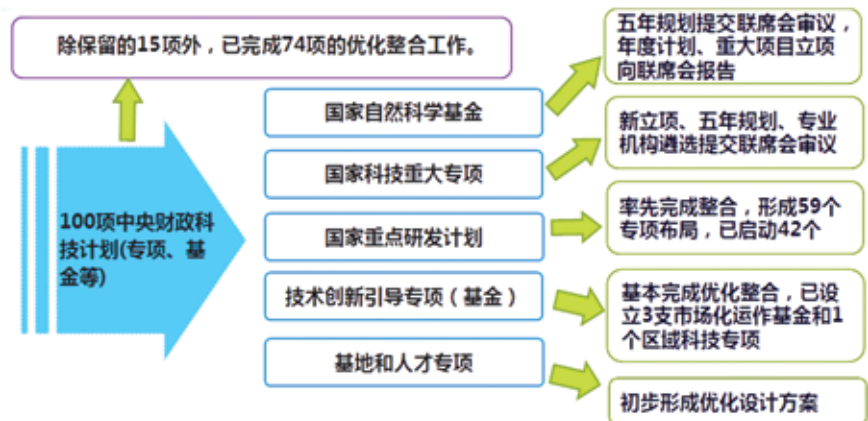 除保留的15项外，已完成74项的优化整合工作。
100项中央财政科
技计划(专项、基
金等)
国家自然科学基金
国家科技重大专项
国家重点研发计划
技术创新引导专项（基金）
基地和人才专项
五年规划提交联席会审议，
年度计划、重大项目立项
向联席会报告
新立项、五年规划、专业
机构遴选提交联席会审议
率先完成整合，形成59个
专项布局，已启动42个
基本完成优化整合，已设
立3支市场化运作基金和1
个区域科技专项
初步形成优化设计方案